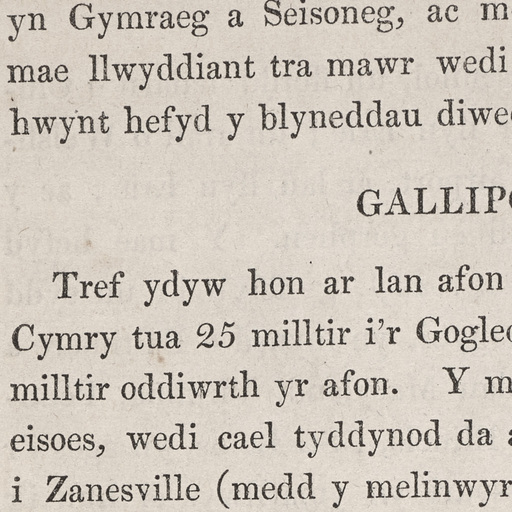 yn Gymraeg a Seisoneg, ac m
mae llwyddiant tra mawr wedi
hwynt hefyd y blyneddau diwe
GALLIP
Tref ydyw hon ar lan afon
Cymry tua 25 milltir i'r Gogle
milltir oddiwrth yr afon. Y m
eisoes, wedi cael tyddynod da a
i Zanesville (medd y melinwyr